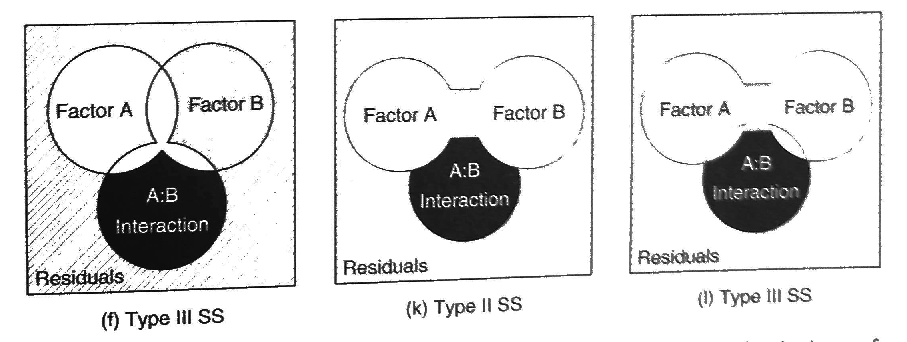 Factor A
Factor B
A:B
Interaction
Residuals
(f) Type III SS
Factor A
Factor B
A:B
Interaction
Residuals
(k) Type II SS
Factor A
Factor B
A:B
Interaction
Residuals
(l) Type III SS